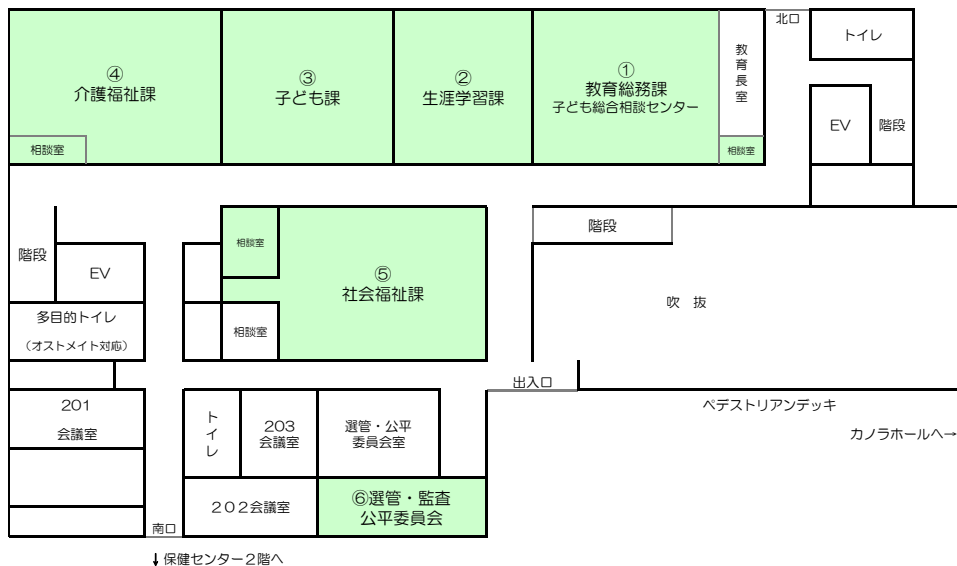 北口
トイレ
④
介護福祉課
③
子ども課
②
生涯学習課
①
教育総務課
子ども総合相談センター
教育長室
EV
階段
相談室
相談室
階段
EV
相談室
⑤
社会福祉課
相談室
階段
吹 抜
多目的トイレ
（オストメイト対応）
出入口
201
会議室
トイレ
203
会議室
選管・公平
委員会室
ペデストリアンデッキ
カノラホールへ→
202会議室
⑥選管・監査
公平委員会
南口
↓保健センター2階へ